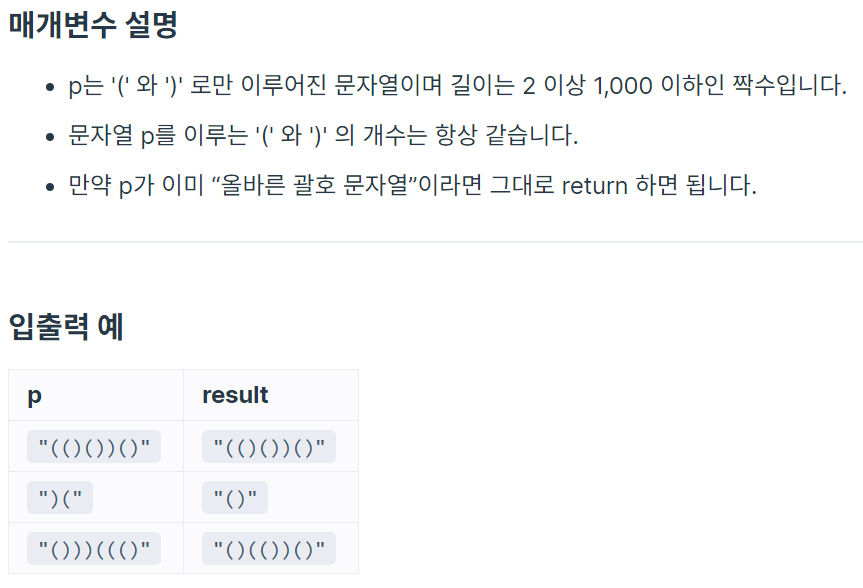 매개변수 설명
p는 '(' 와 ')' 로만 이루어진 문자열이며 길이는 2 이상 1,000 이하인 짝수입니다.
문자열 p를 이루는 '(' 와 ')' 의 개수는 항상 같습니다.
만약 p가 이미 “올바른 괄호 문자열”이라면 그대로 return 하면 됩니다.
입출력 예
p result
"(()())()" "(()())()"
")(" "()"
"()))((()" "()(())()"